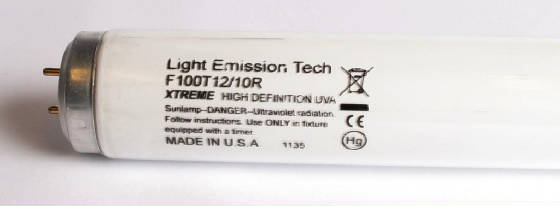 Light Emission Tech
F100T12/10R
XTREME HIGH DEFINITION UVA
Sunlamp--DANGER--Ultraviolet radiation
Follow instructions. Use ONLY in fixture
equipped with a timer
MADE IN U.S.A 1135
CE
Hg